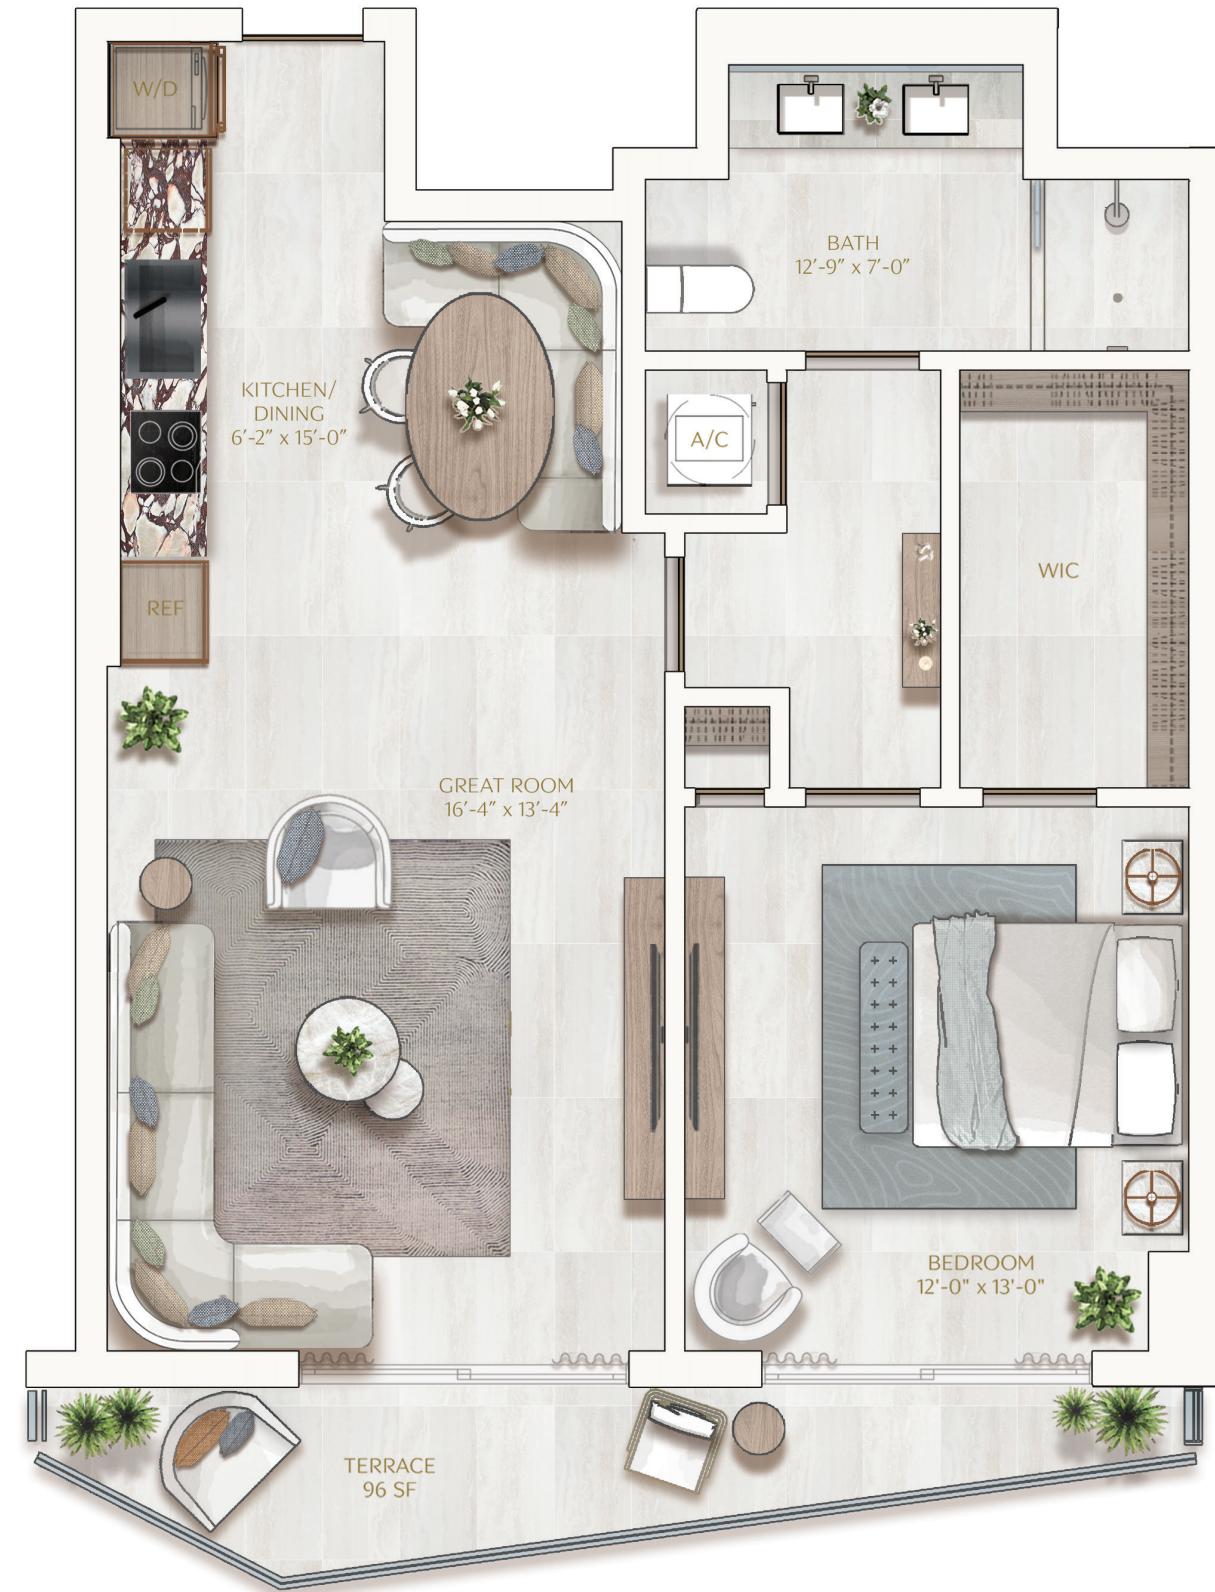 W/D
BATH
12'-9" x 7'-0"
KITCHEN/
DINING
6'-2" x 15'-0"
A/C
WIC
REF
GREAT ROOM
16'-4" x 13'-4"
BEDROOM
12'-0" x 13'-0"
TERRACE
96 SF